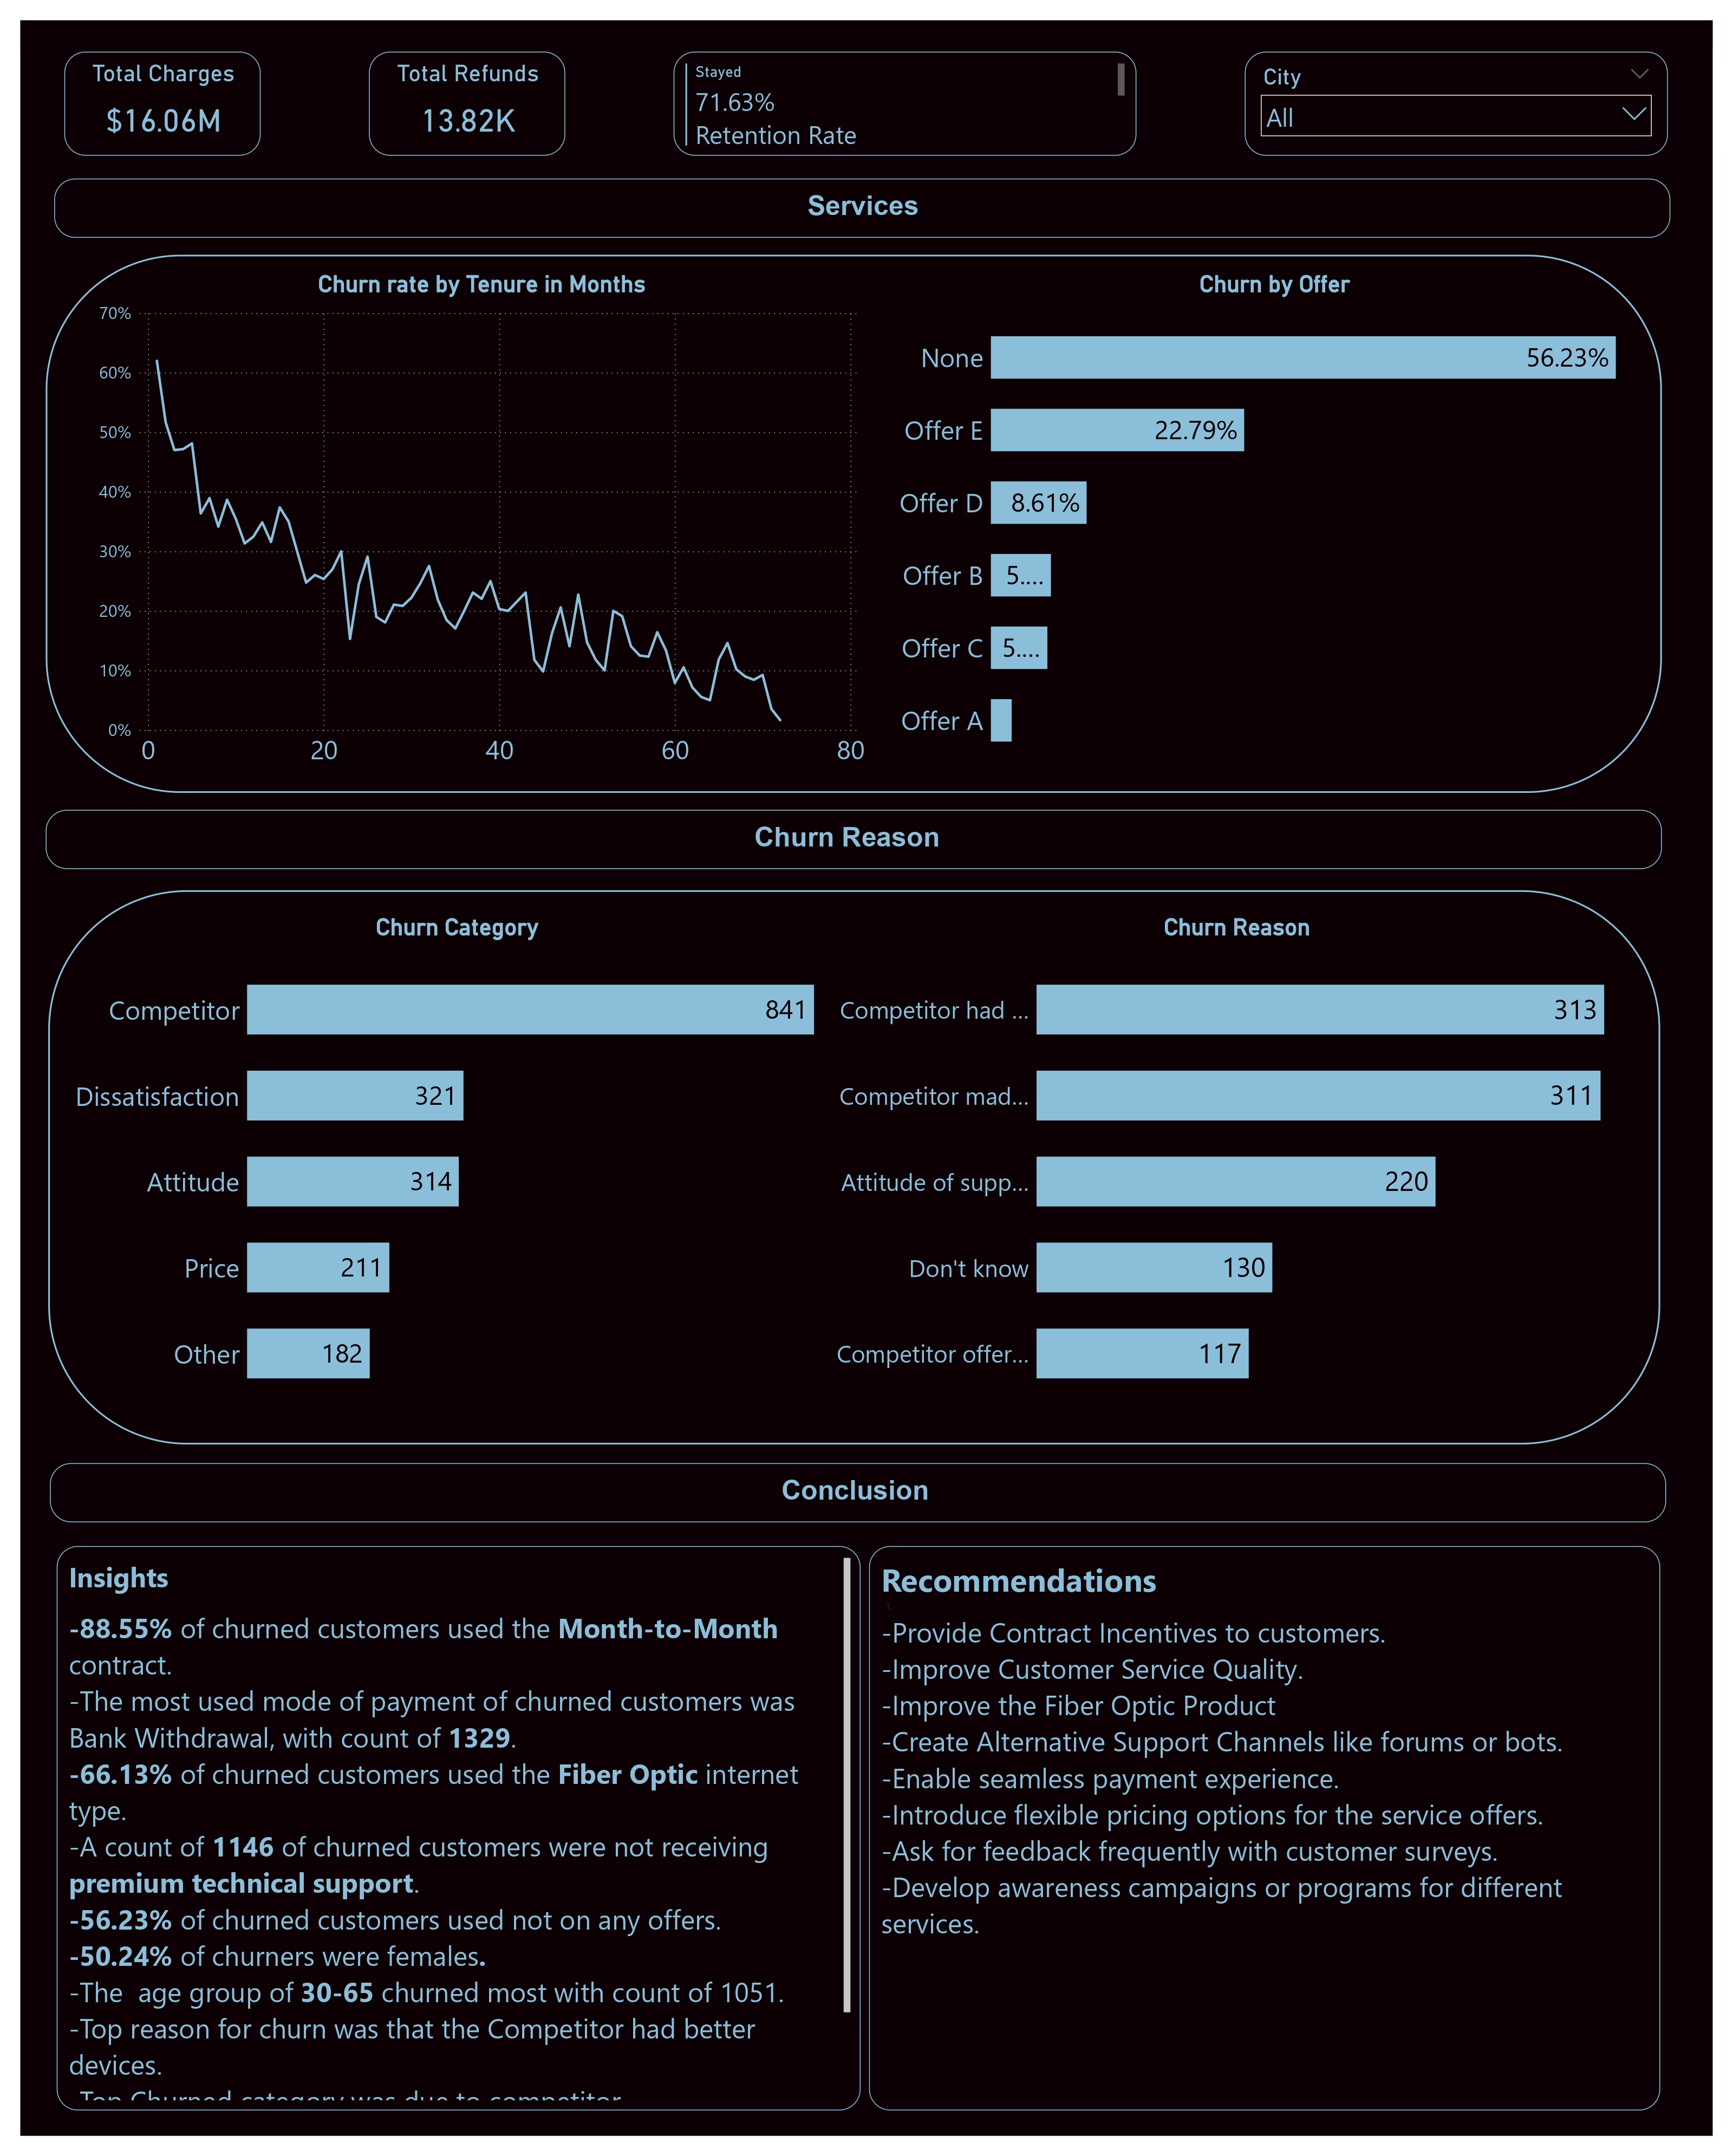 Total Charges
$16.06M
Total Refunds
13.82K
Stayed
71.63%
Retention Rate
City
All
Services
Churn rate by Tenure in Months
70%
60%
50%
40%
30%
20%
10%
0%
0 20 40 60 80
Churn by Offer
None 56.23%
Offer E 22.79%
Offer D 8.61%
Offer B 5....
Offer C 5....
Offer A
Churn Reason
Churn Category
Competitor 841
Dissatisfaction 321
Attitude 314
Price 211
Other 182
Churn Reason
Competitor had ... 313
Competitor mad... 311
Attitude of supp... 220
Don't know 130
Competitor offer... 117
Conclusion
Insights
-88.55% of churned customers used the Month-to-Month
contract.
-The most used mode of payment of churned customers was
Bank Withdrawal, with count of 1329.
-66.13% of churned customers used the Fiber Optic internet
type.
-A count of 1146 of churned customers were not receiving
premium technical support.
-56.23% of churned customers used not on any offers.
-50.24% of churners were females.
-The  age group of 30-65 churned most with count of 1051.
-Top reason for churn was that the Competitor had better
devices.
-Top Churned category was due to competitor
Recommendations
-Provide Contract Incentives to customers.
-Improve Customer Service Quality.
-Improve the Fiber Optic Product
-Create Alternative Support Channels like forums or bots.
-Enable seamless payment experience.
-Introduce flexible pricing options for the service offers.
-Ask for feedback frequently with customer surveys.
-Develop awareness campaigns or programs for different
services.